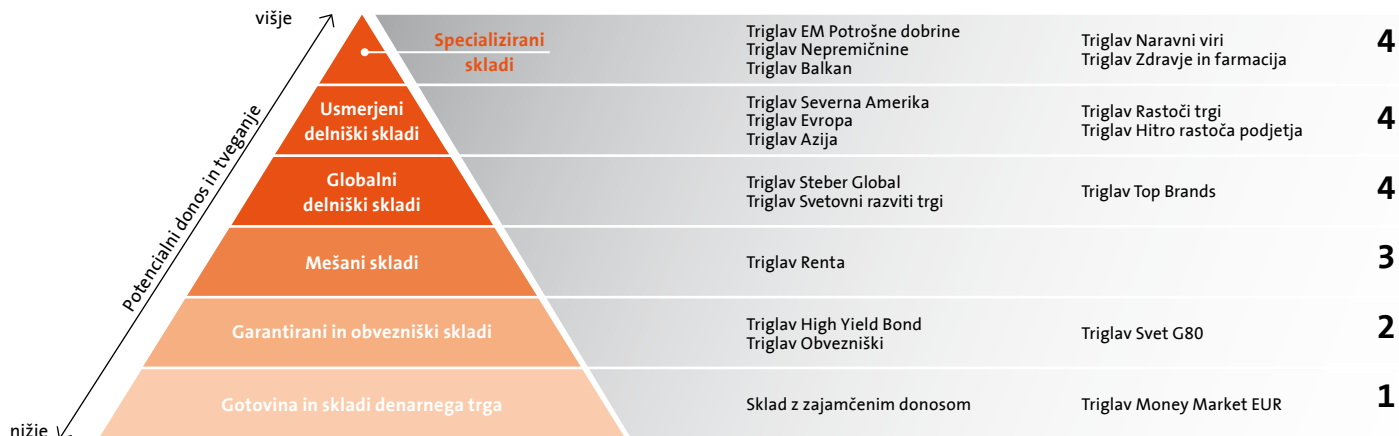 višje
Potencialni donos in tveganje
nižje
Specializirani
skladi
Triglav EM Potrošne dobrine
Triglav Nepremičnine
Triglav Balkan
Triglav Naravni viri
Triglav Zdravje in farmacija
4
Usmerjeni
delniški skladi
Triglav Severna Amerika
Triglav Evropa
Triglav Azija
Triglav Rastoči trgi
Triglav Hitro rastoča podjetja
4
Globalni
delniški skladi
Triglav Steber Global
Triglav Svetovni razviti trgi
Triglav Top Brands
4
Mešani skladi
Triglav Renta
3
Garantirani in obvezniški skladi
Triglav High Yield Bond
Triglav Obvezniški
Triglav Svet G80
2
Gotovina in skladi denarnega trga
Sklad z zajamčenim donosom
Triglav Money Market EUR
1